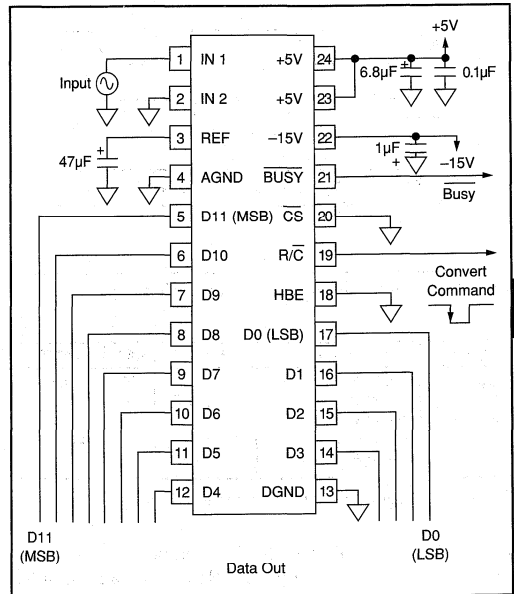 +5V
1 IN 1 +5V 24
6.8µF + 0.1µF
Input
2 IN 2 +5V 23
3 REF –15V 22
+
47µF
1µF
+
–15V
4 AGND BUSY 21
Busy
5 D11 (MSB) CS 20
6 D10 R/C 19
Convert
Command
7 D9 HBE 18
8 D8 D0 (LSB) 17
9 D7 D1 16
10 D6 D2 15
11 D5 D3 14
12 D4 DGND 13
D11
(MSB)
D0
(LSB)
Data Out